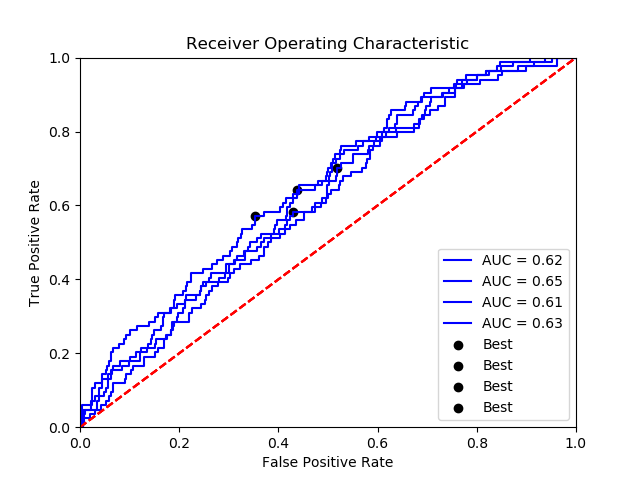 Receiver Operating Characteristic
1.0
0.8
0.6
0.4
0.2
0.0
True Positive Rate
AUC = 0.62
AUC = 0.65
AUC = 0.61
AUC = 0.63
Best
Best
Best
Best
0.0 0.2 0.4 0.6 0.8 1.0
False Positive Rate